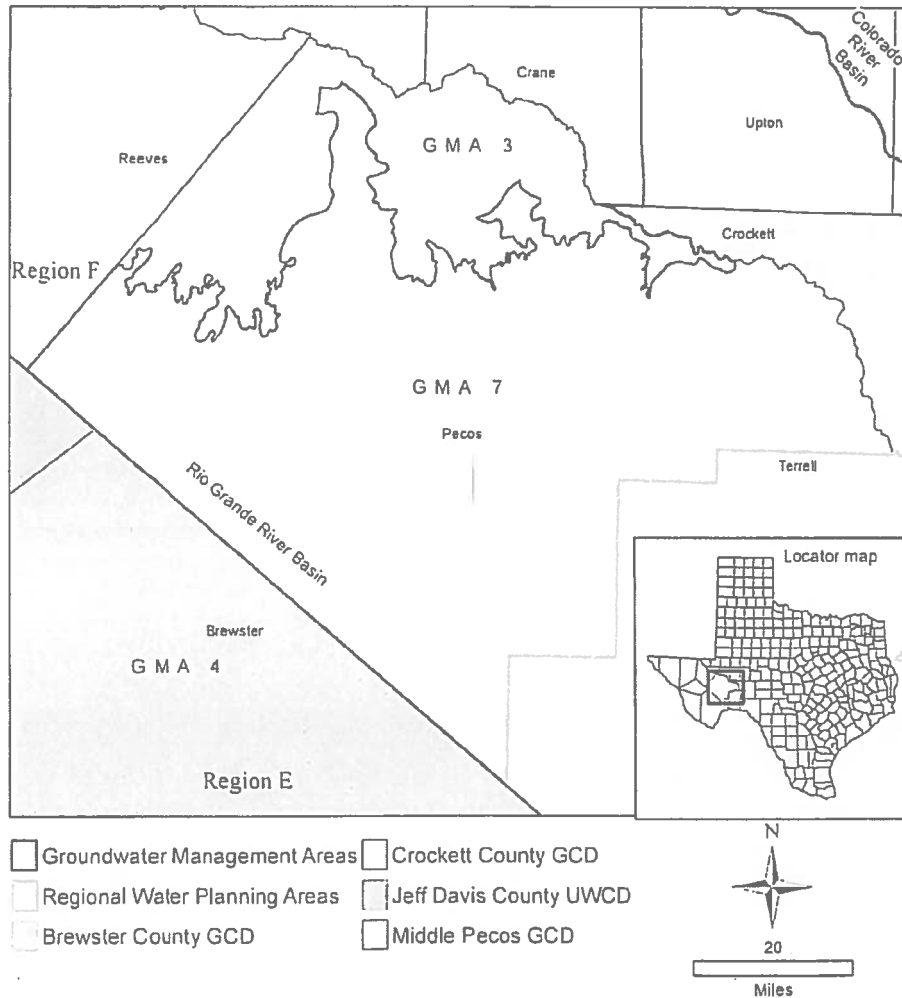 Colorado
River
Basin
Crane
Upton
GMA 3
Reeves
Crockett
Region F
GMA 7
Pecos
Terrell
Rio Grande River Basin
Locator map
Brewster
GMA 4
Region E
N
Groundwater Management Areas
Crockett County GCD
Regional Water Planning Areas
Jeff Davis County UWCD
Brewster County GCD
Middle Pecos GCD
20
Miles